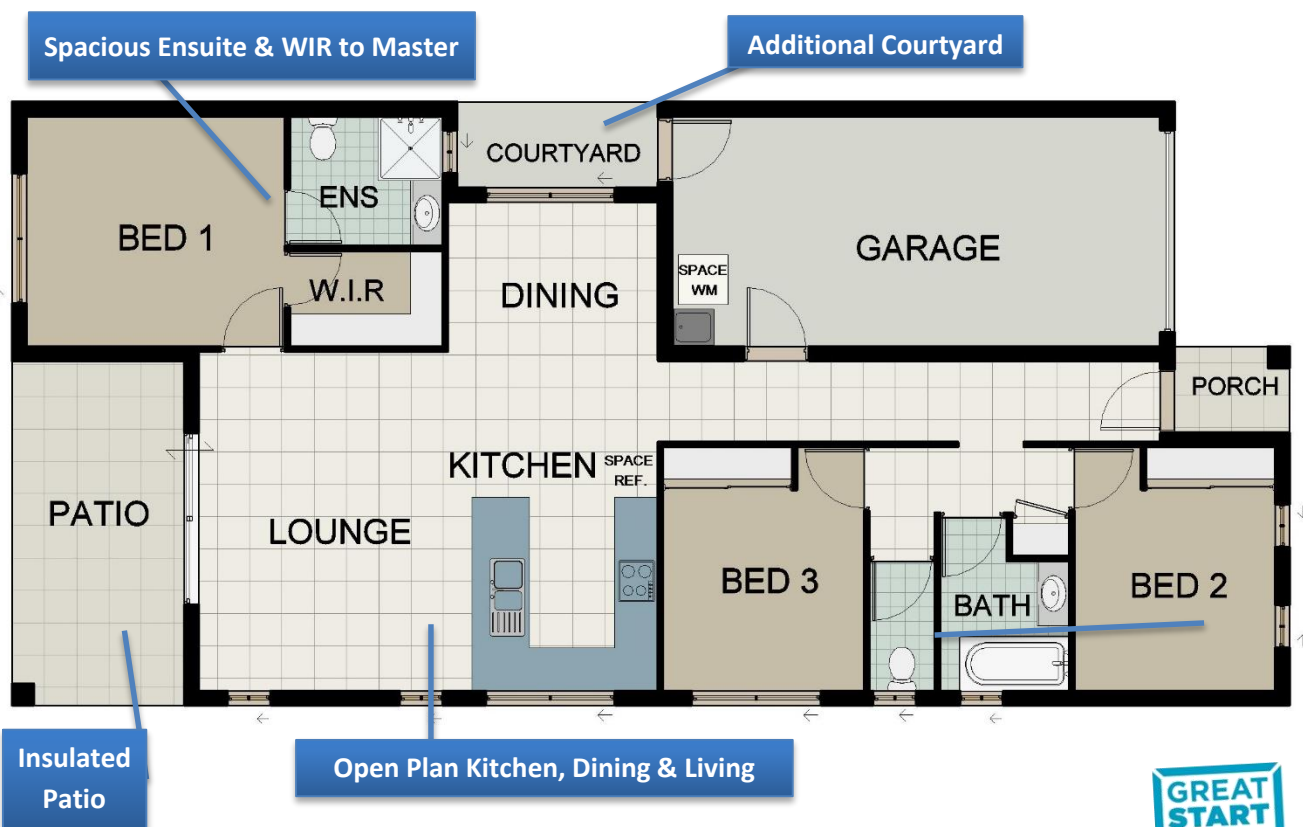 Spacious Ensuite & WIR to Master
Additional Courtyard
COURTYARD
ENS
BED 1
GARAGE
SPACE
WM
W.I.R
DINING
PORCH
KITCHEN
SPACE
REF.
PATIO
LOUNGE
BED 3
BATH
BED 2
Insulated
Patio
Open Plan Kitchen, Dining & Living
GREAT
START